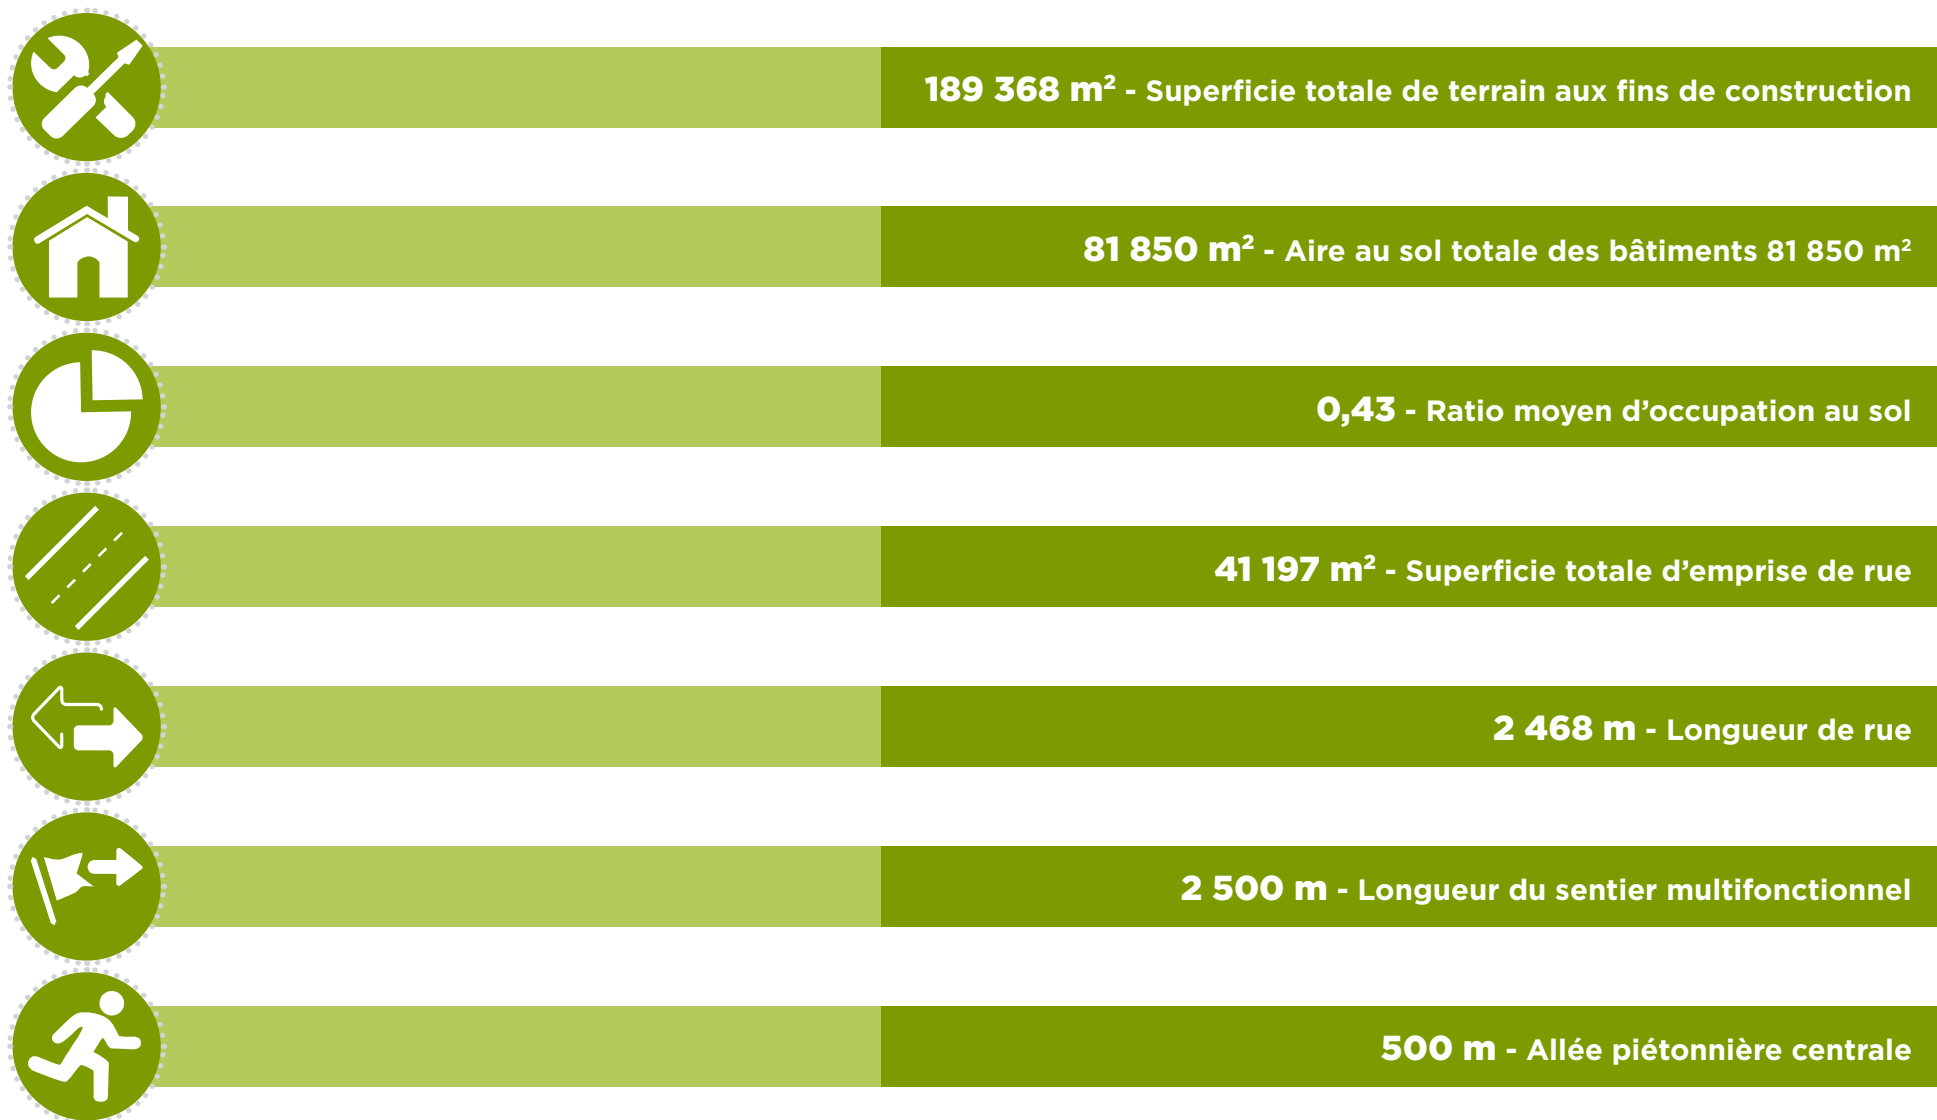 189 368 m² - Superficie totale de terrain aux fins de construction
81 850 m² - Aire au sol totale des bâtiments 81 850 m²
0,43 - Ratio moyen d’occupation au sol
41 197 m² - Superficie totale d’emprise de rue
2 468 m - Longueur de rue
2 500 m - Longueur du sentier multifonctionnel
500 m - Allée piétonnière centrale